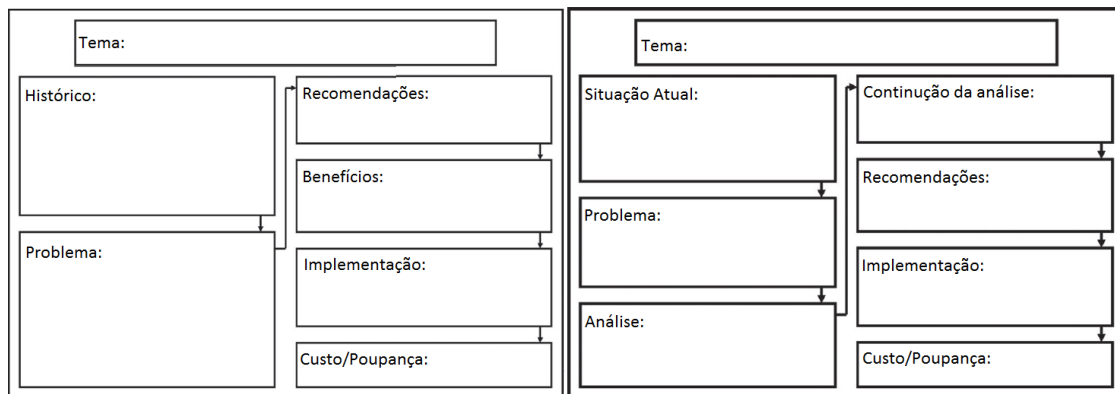 Tema:
Histórico:
Problema:
Recomendações:
Benefícios:
Implementação:
Custo/Poupança:
Tema:
Situação Atual:
Problema:
Análise:
Continução da análise:
Recomendações:
Implementação:
Custo/Poupança: